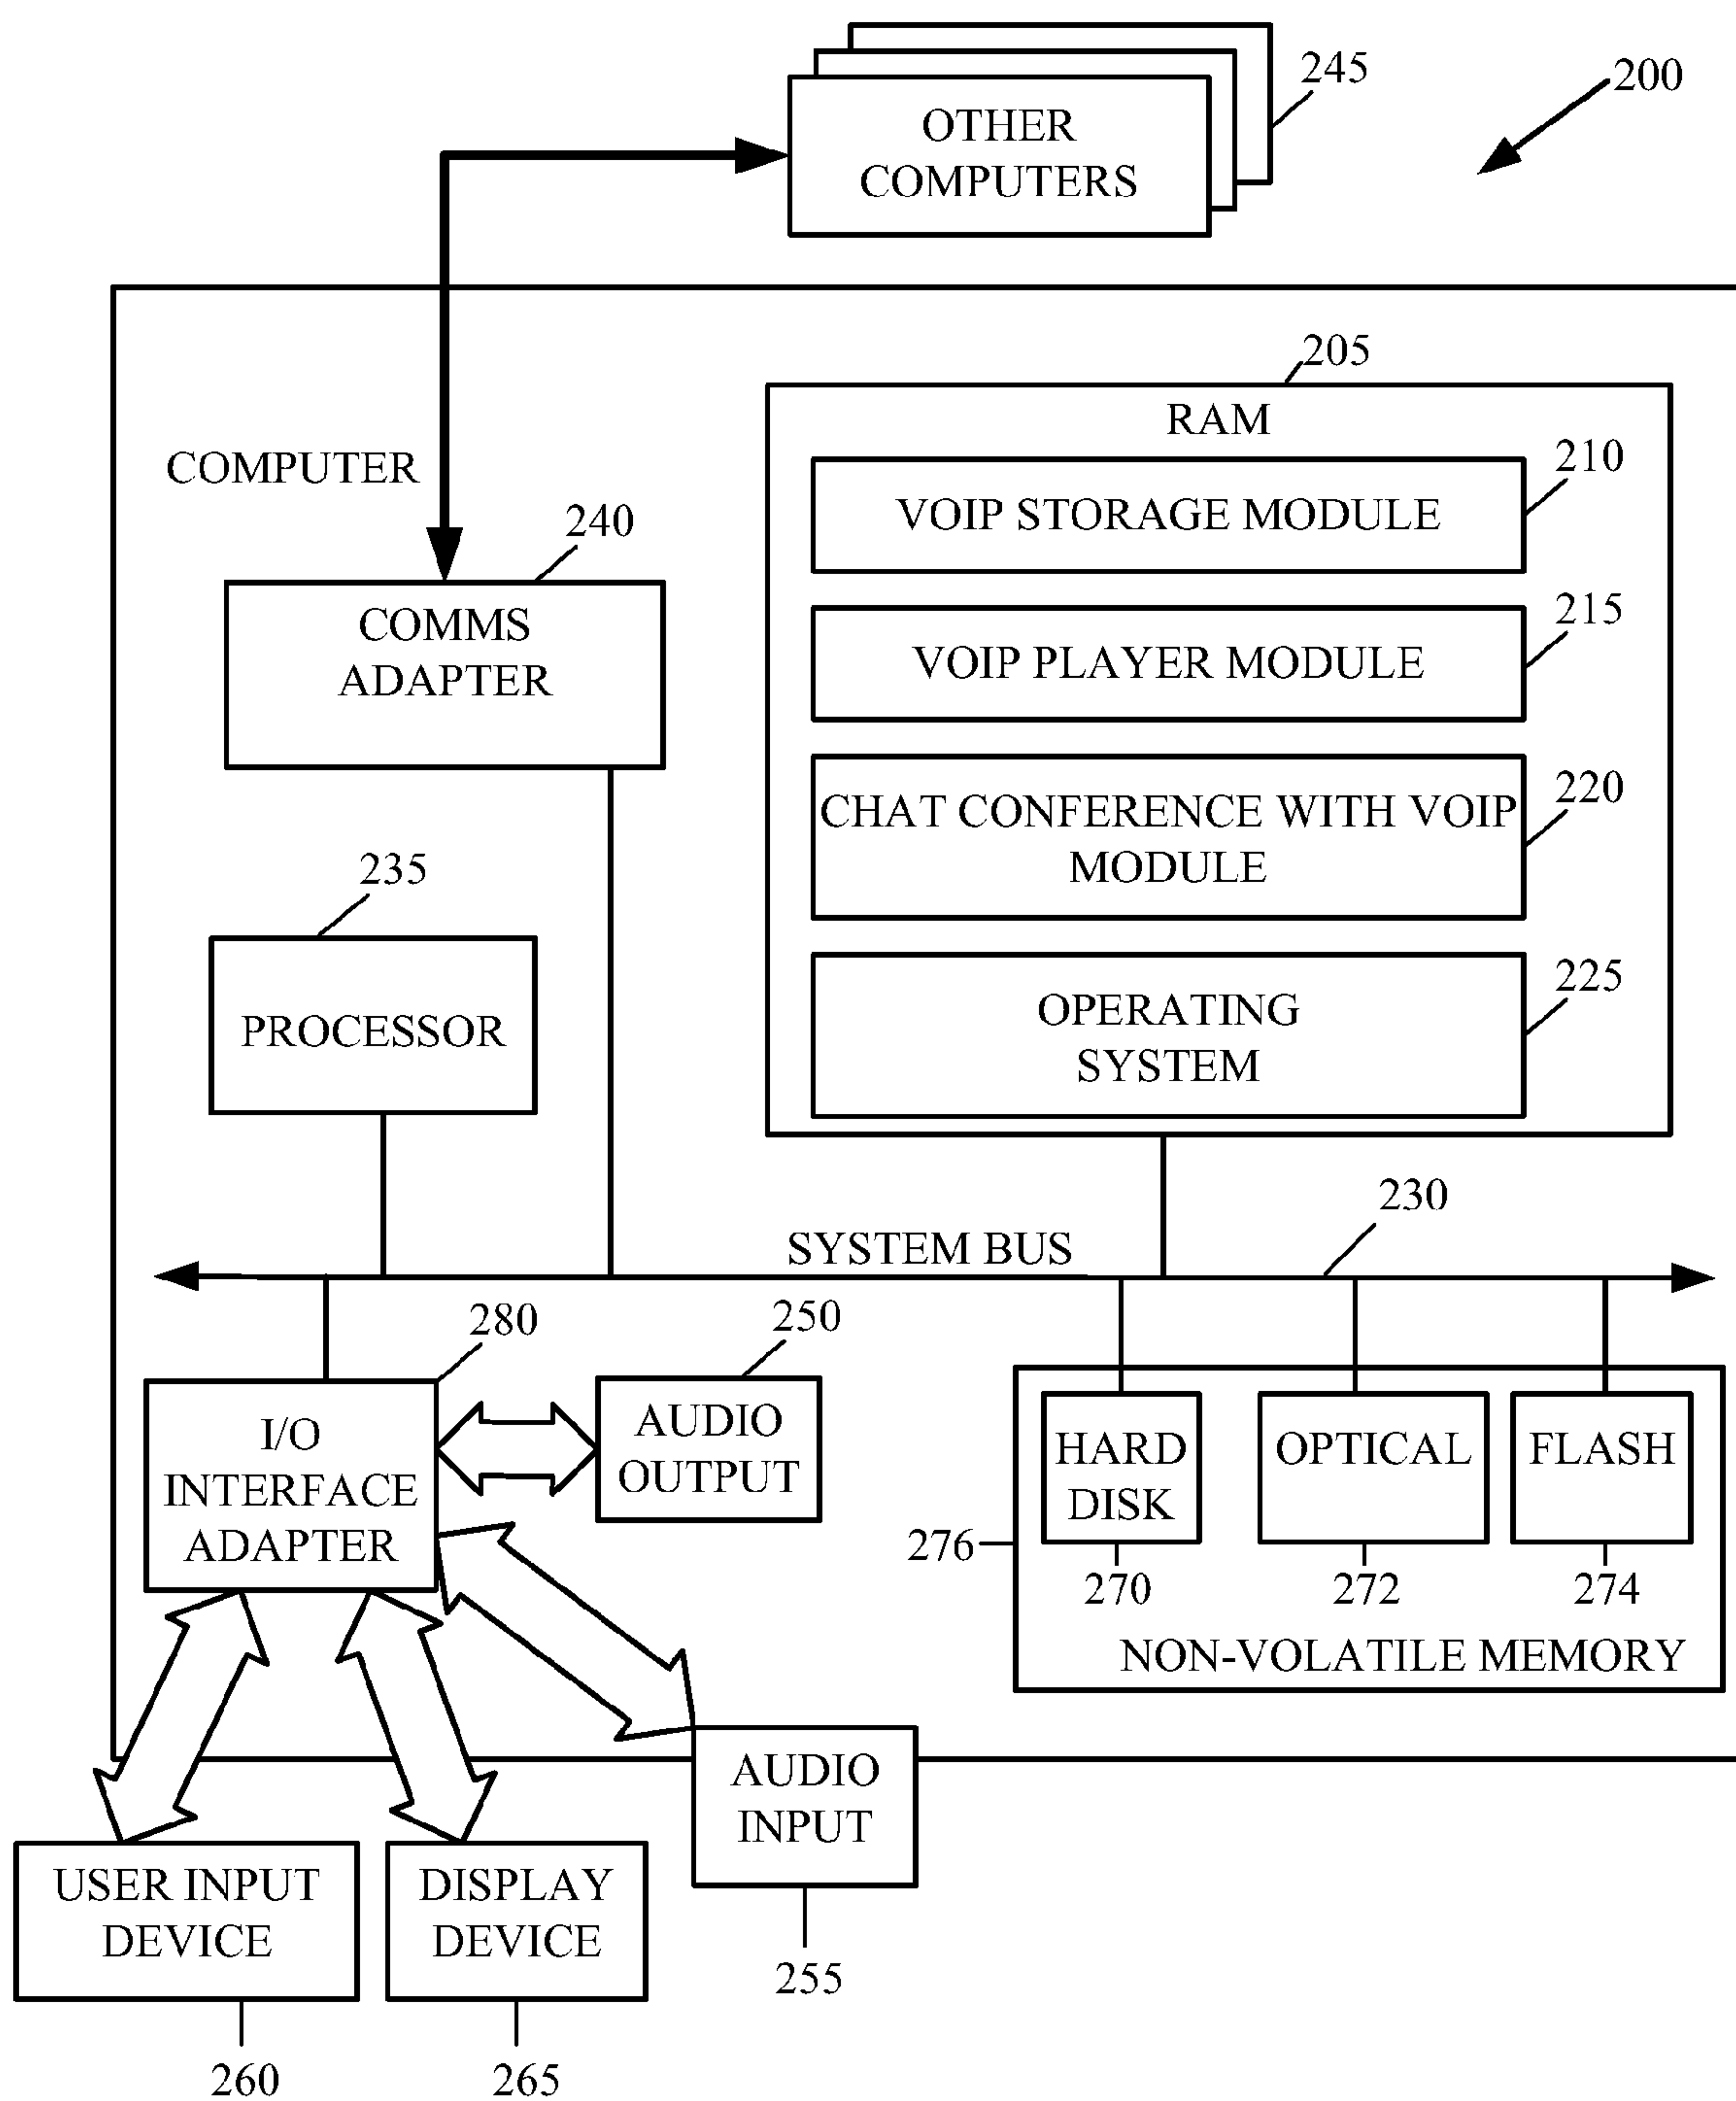 245
200
OTHER
COMPUTERS
205
RAM
COMPUTER
210
VOIP STORAGE MODULE
240
COMMS
ADAPTER
215
VOIP PLAYER MODULE
220
CHAT CONFERENCE WITH VOIP
MODULE
235
PROCESSOR
225
OPERATING
SYSTEM
230
SYSTEM BUS
280
I/O
INTERFACE
ADAPTER
250
AUDIO
OUTPUT
HARD
DISK
OPTICAL
FLASH
276
270
272
274
NON-VOLATILE MEMORY
AUDIO
INPUT
255
USER INPUT
DEVICE
260
DISPLAY
DEVICE
265